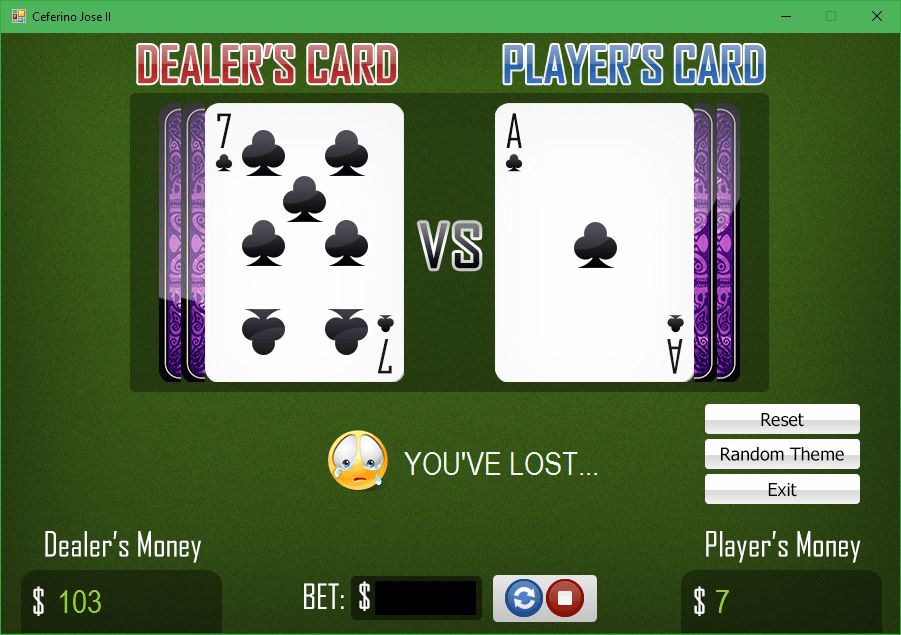 Ceferino Jose II
DEALER'S CARD
PLAYER'S CARD
7
7
VS
A
A
YOU'VE LOST...
Reset
Random Theme
Exit
Dealer's Money
$ 103
BET: $
Player's Money
$ 7